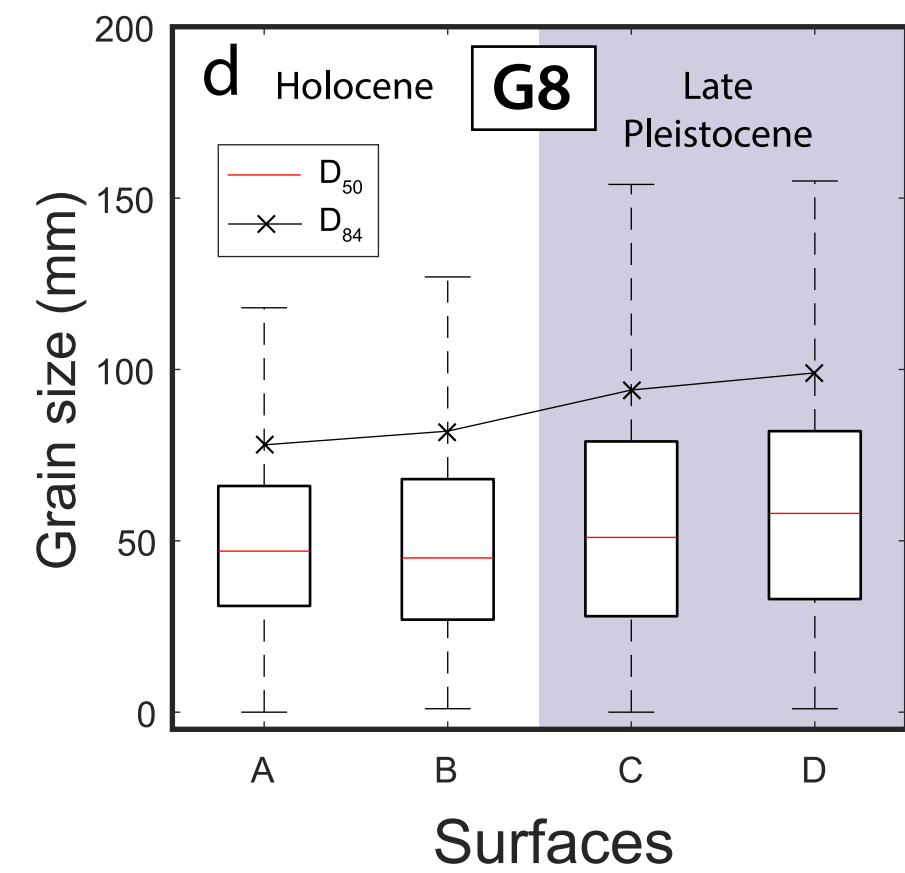 d
Holocene
G8
Late
Pleistocene
D50
D84
Grain size (mm)
200
150
100
50
0
A
B
C
D
Surfaces